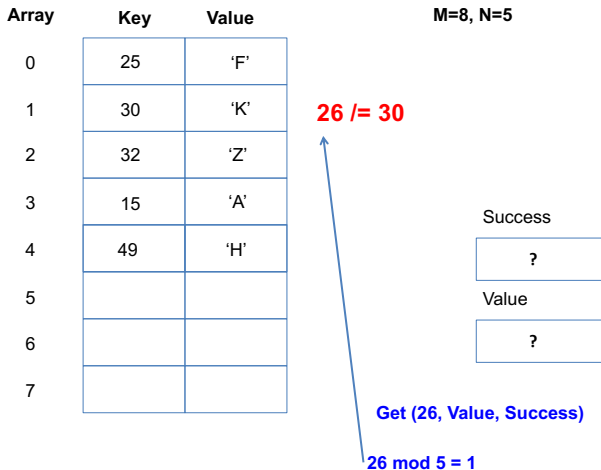 Array Key Value M=8, N=5
0 25 ‘F’
1 30 ‘K’ 26 /= 30
2 32 ‘Z’
3 15 ‘A’
Success
4 49 ‘H’
?
5
Value
6 ?
7
Get (26, Value, Success)
26 mod 5 = 1